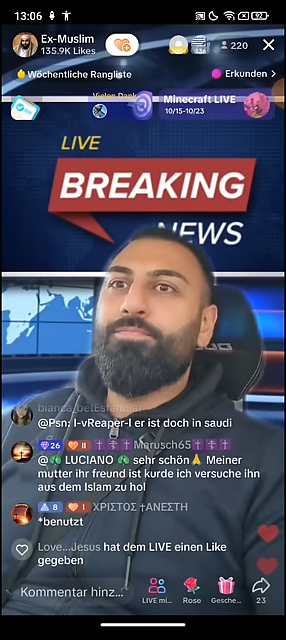 13:06
92
Ex-Muslim
135.9K Likes
220
Wöchentliche Rangliste
Erkunden >
Vielen Dank
Minecraft LIVE
10/15-10/23
LIVE
BREAKING
NEWS
@Psn: I-vReaper-I er ist doch in saudi
26 II ✝✝✝Marusch65✝✝✝
@🦚 LUCIANO 🦚 sehr schön🙏 Meiner
mutter ihr freund ist kurde ich versuche ihn
aus dem Islam zu hol
8 I ΧΡΙΣΤΟΣ ✝ΑΝΕΣΤΗ
*benutzt
Love...Jesus hat dem LIVE einen Like
gegeben
Kommentar hinz...
LIVE mi...
Rose
Gesche...
23